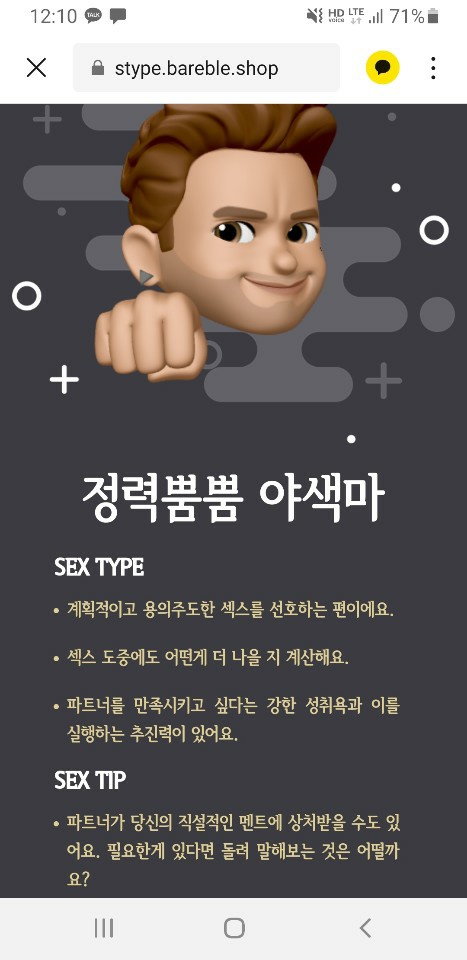 12:10 TALK HD voice LTE 71%
stype.bareble.shop
정력뿜뿜 야색마
SEX TYPE
• 계획적이고 용의주도한 섹스를 선호하는 편이에요.
• 섹스 도중에도 어떤게 더 나을 지 계산해요.
• 파트너를 만족시키고 싶다는 강한 성취욕과 이를
실행하는 추진력이 있어요.
SEX TIP
• 파트너가 당신의 직설적인 멘트에 상처받을 수도 있
어요. 필요한게 있다면 돌려 말해보는 것은 어떨까
요?